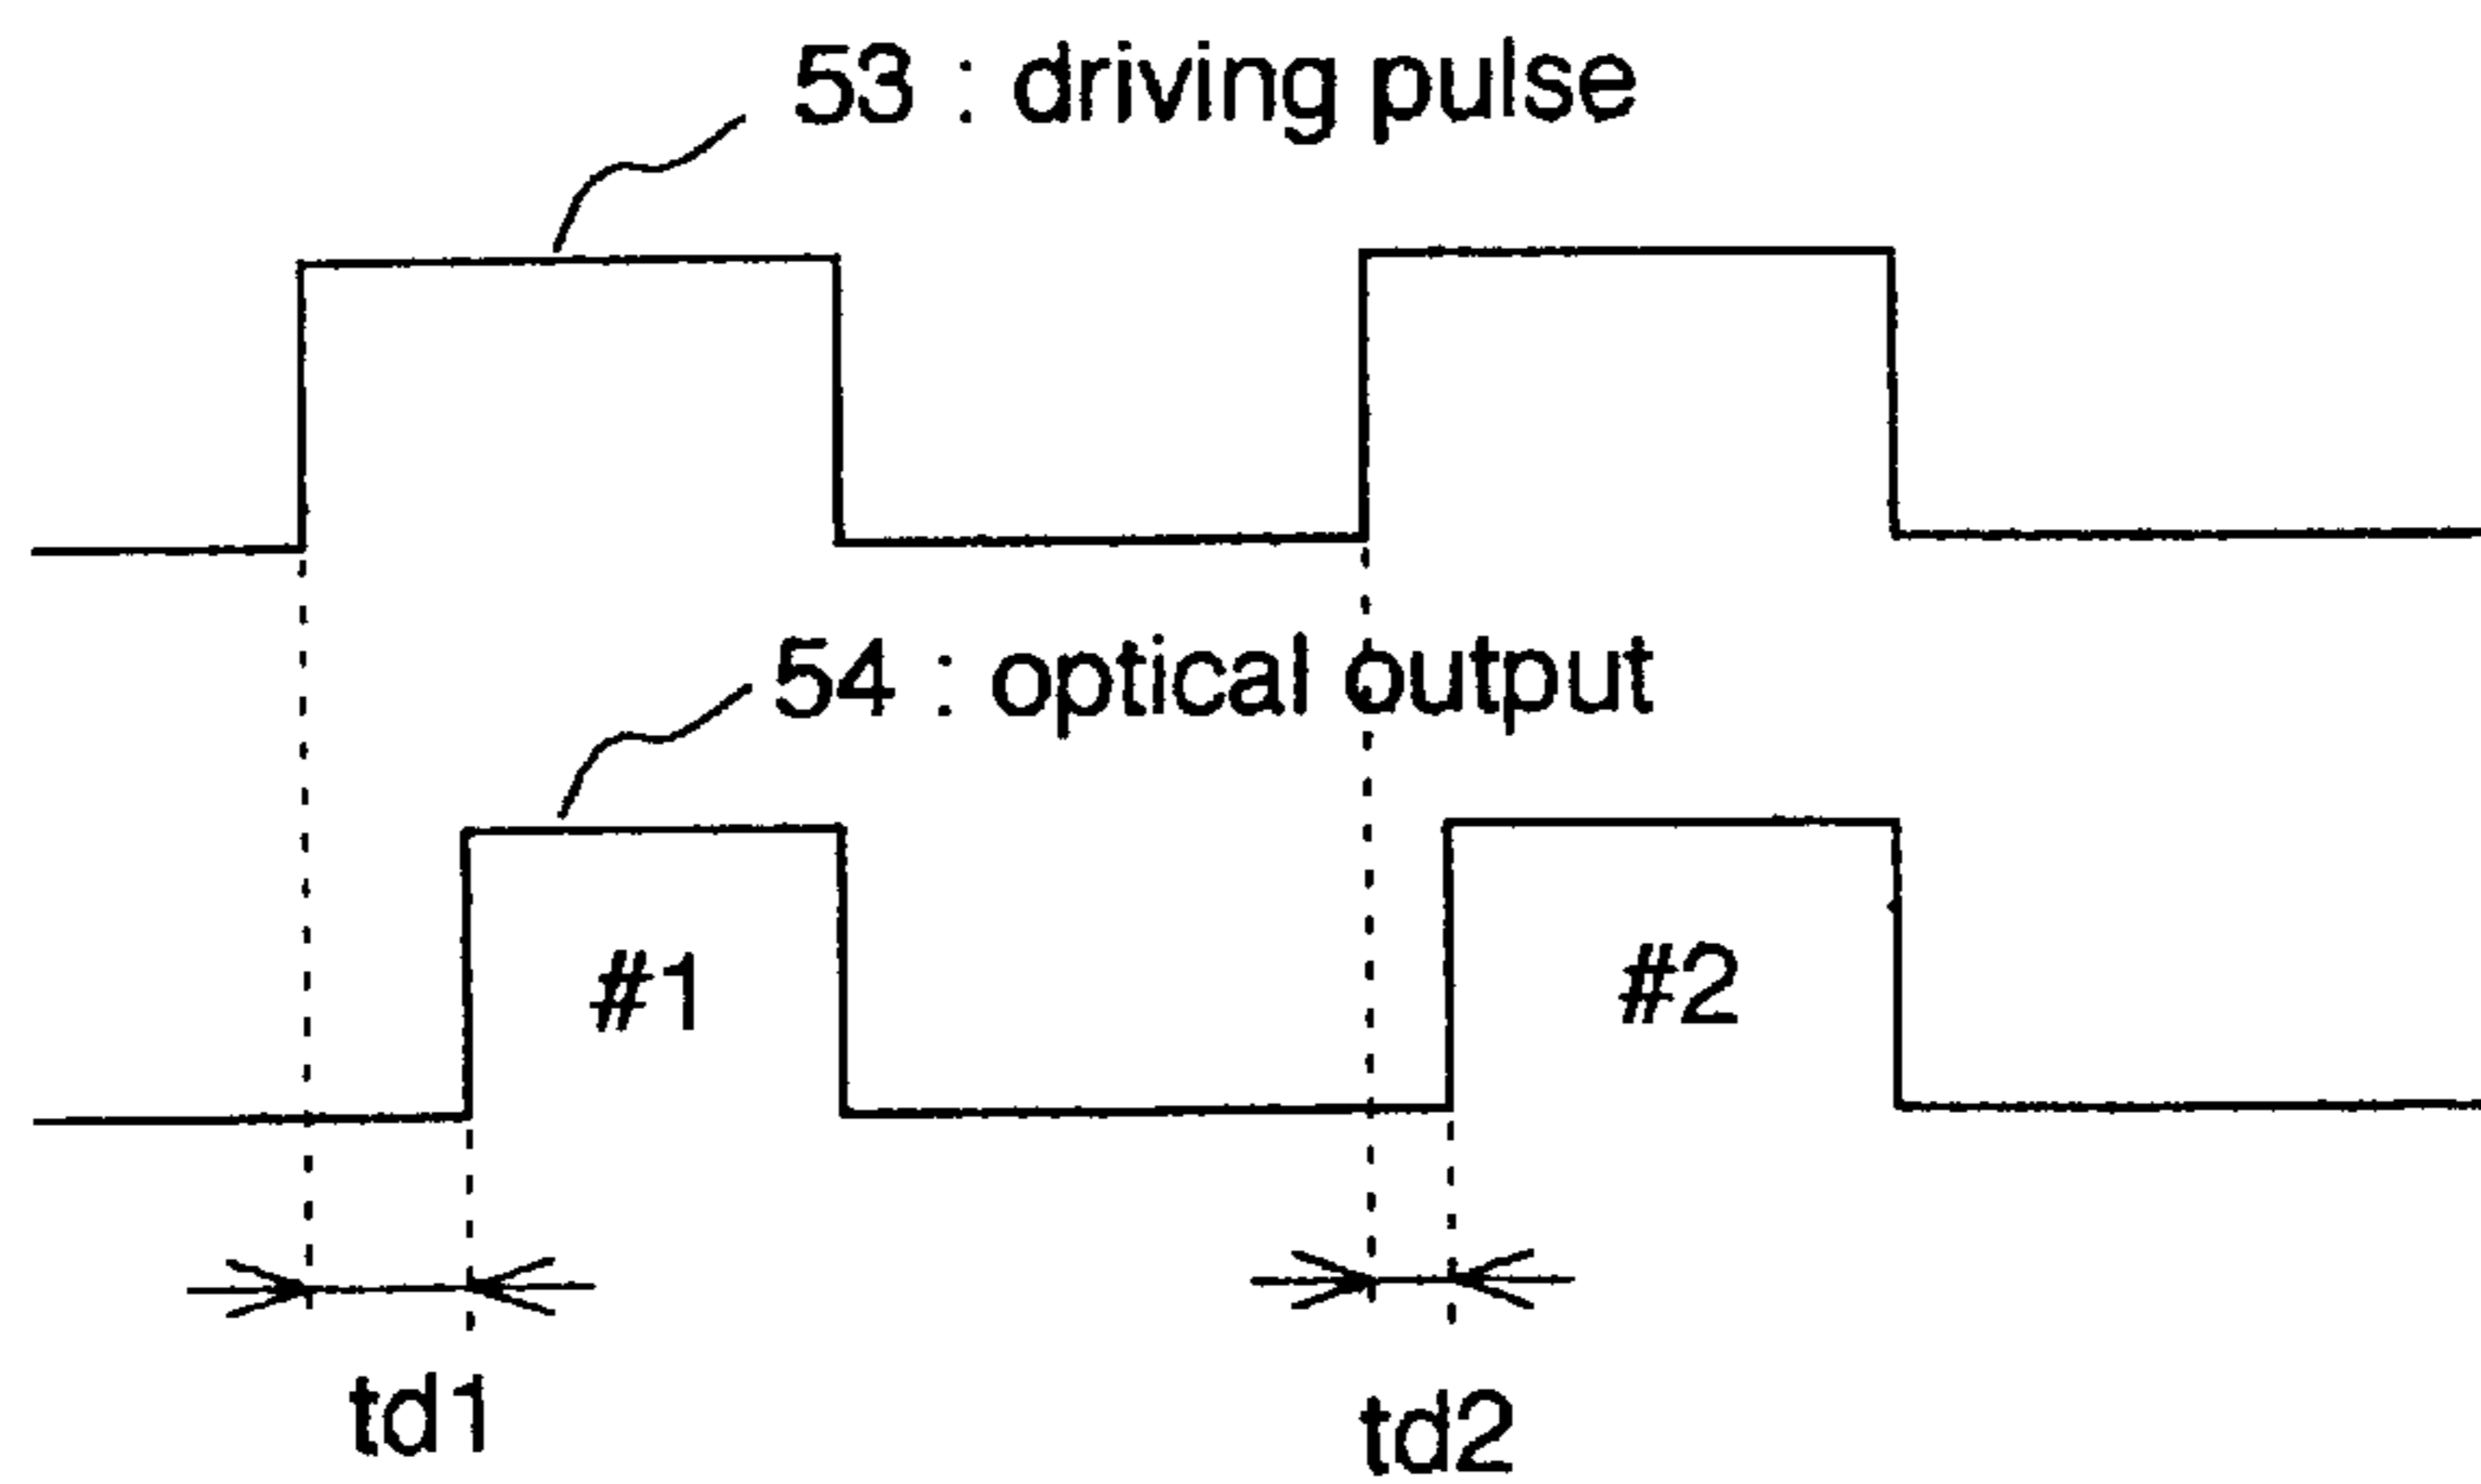 53 : driving pulse
54 : optical output
#1
#2
td1
td2